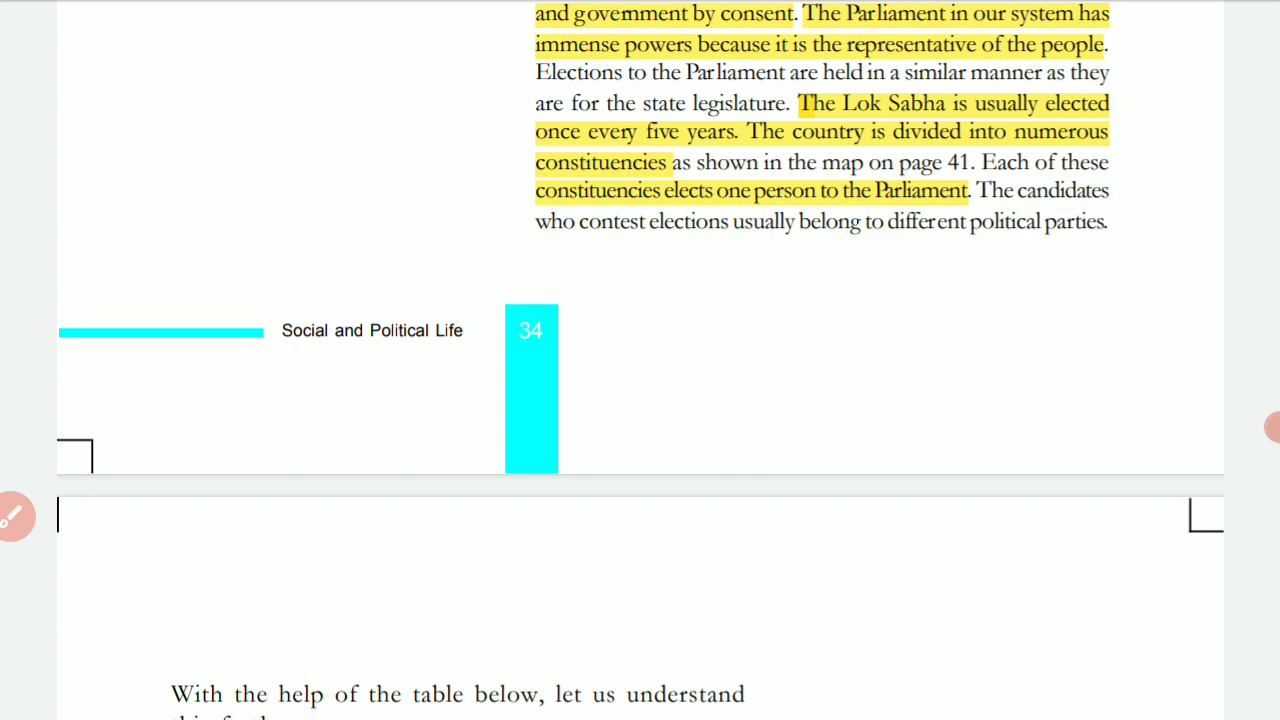 and government by consent. The Parliament in our system has
immense powers because it is the representative of the people.
Elections to the Parliament are held in a similar manner as they
are for the state legislature. The Lok Sabha is usually elected
once every five years. The country is divided into numerous
constituencies as shown in the map on page 41. Each of these
constituencies elects one person to the Parliament. The candidates
who contest elections usually belong to different political parties.
Social and Political Life
34
With the help of the table below, let us understand